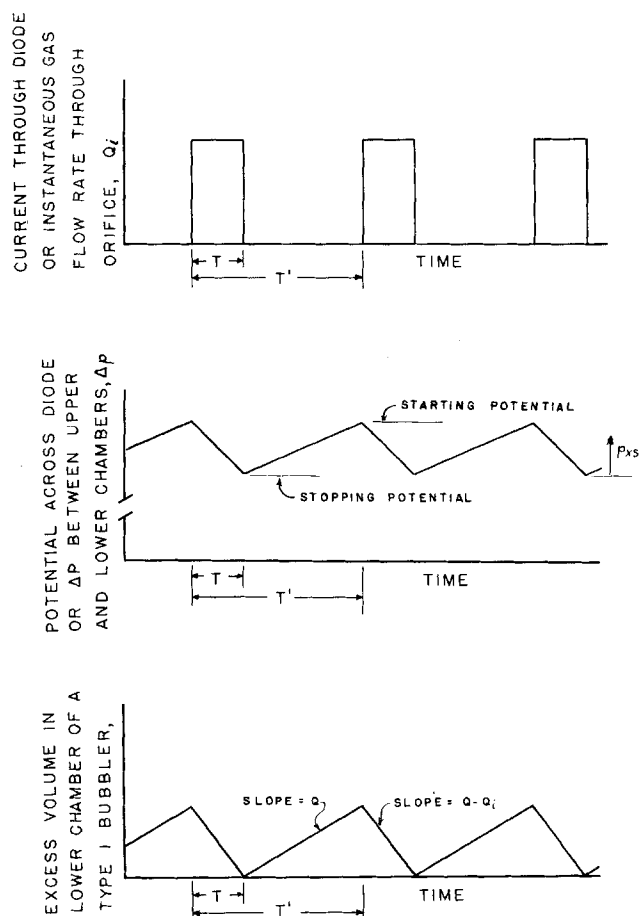 CURRENT THROUGH DIODE
OR INSTANTANEOUS GAS
FLOW RATE THROUGH
ORIFICE, Qi
T
T'
TIME
POTENTIAL ACROSS DIODE
OR ΔP BETWEEN UPPER
AND LOWER CHAMBERS, Δp
STARTING POTENTIAL
STOPPING POTENTIAL
pxs
T
T'
TIME
EXCESS VOLUME IN
LOWER CHAMBER OF A
TYPE I BUBBLER,
SLOPE = Q
SLOPE = Q-Qi
T
T'
TIME